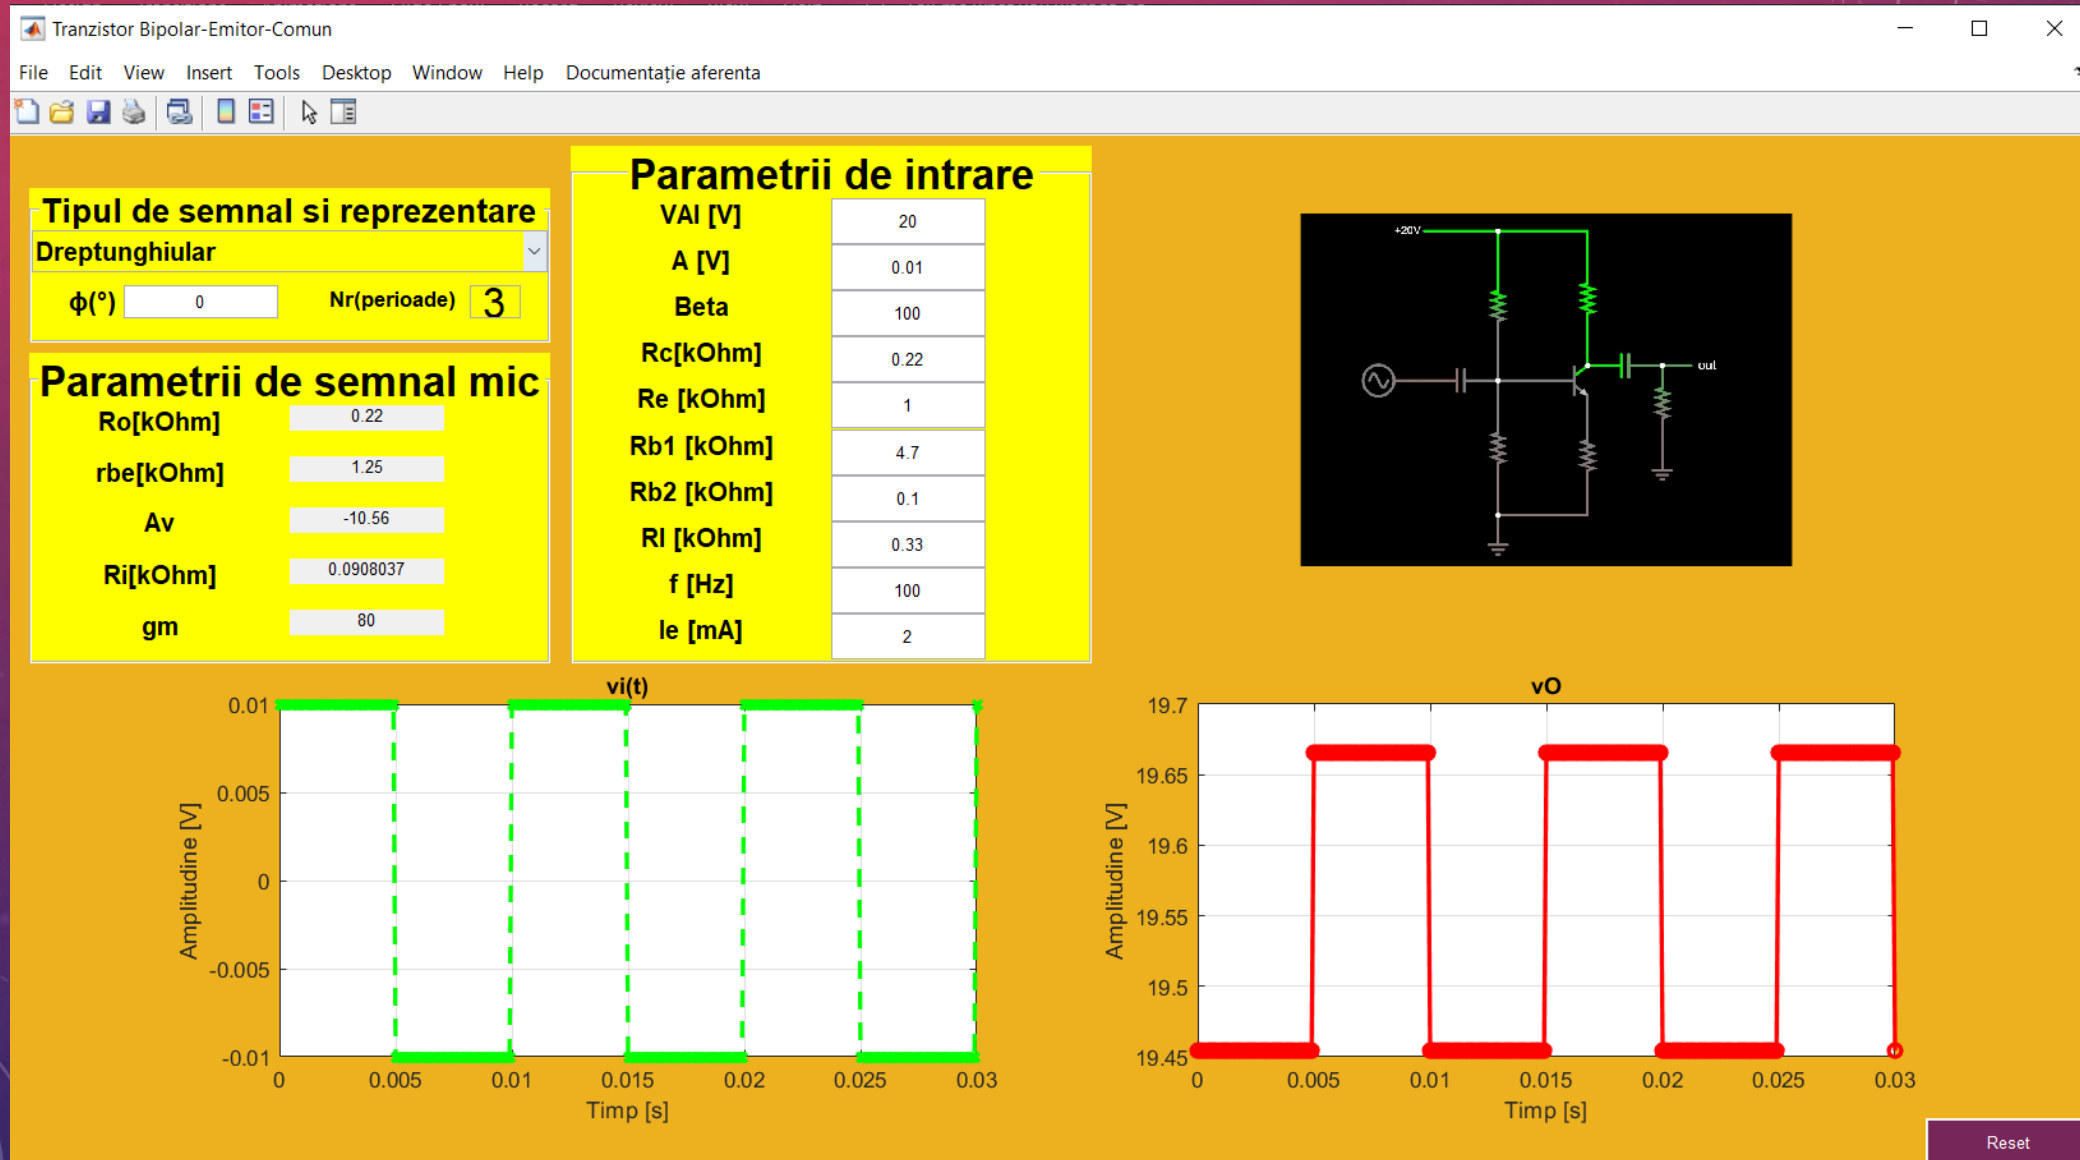 Tranzistor Bipolar-Emitor-Comun
File Edit View Insert Tools Desktop Window Help Documentație aferenta
Tipul de semnal si reprezentare
Dreptunghiular
ф(°) 0 Nr(perioade) 3
Parametrii de semnal mic
Ro[kOhm] 0.22
rbe[kOhm] 1.25
Av -10.56
Ri[kOhm] 0.0908037
gm 80
Parametrii de intrare
VAl [V] 20
A [V] 0.01
Beta 100
Rc[kOhm] 0.22
Re [kOhm] 1
Rb1 [kOhm] 4.7
Rb2 [kOhm] 0.1
Rl [kOhm] 0.33
f [Hz] 100
Ie [mA] 2
+20V
out
vi(t)
Amplitudine [V]
0.01
0.005
0
-0.005
-0.01
0 0.005 0.01 0.015 0.02 0.025 0.03
Timp [s]
vO
Amplitudine [V]
19.7
19.65
19.6
19.55
19.5
19.45
0 0.005 0.01 0.015 0.02 0.025 0.03
Timp [s]
Reset